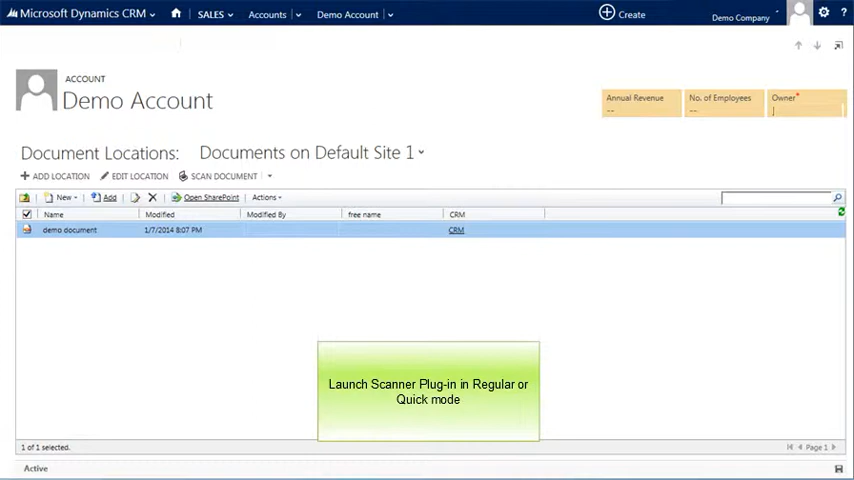 Microsoft Dynamics CRM SALES Accounts Demo Account Create Demo Company ?
ACCOUNT
Demo Account
Annual Revenue No. of Employees Owner*
-- --
Document Locations: Documents on Default Site 1
ADD LOCATION EDIT LOCATION SCAN DOCUMENT
New Add Open SharePoint Actions
Name Modified Modified By free name CRM
demo document 1/7/2014 8:07 PM CRM
Launch Scanner Plug-in in Regular or
Quick mode
1 of 1 selected. Page 1
Active